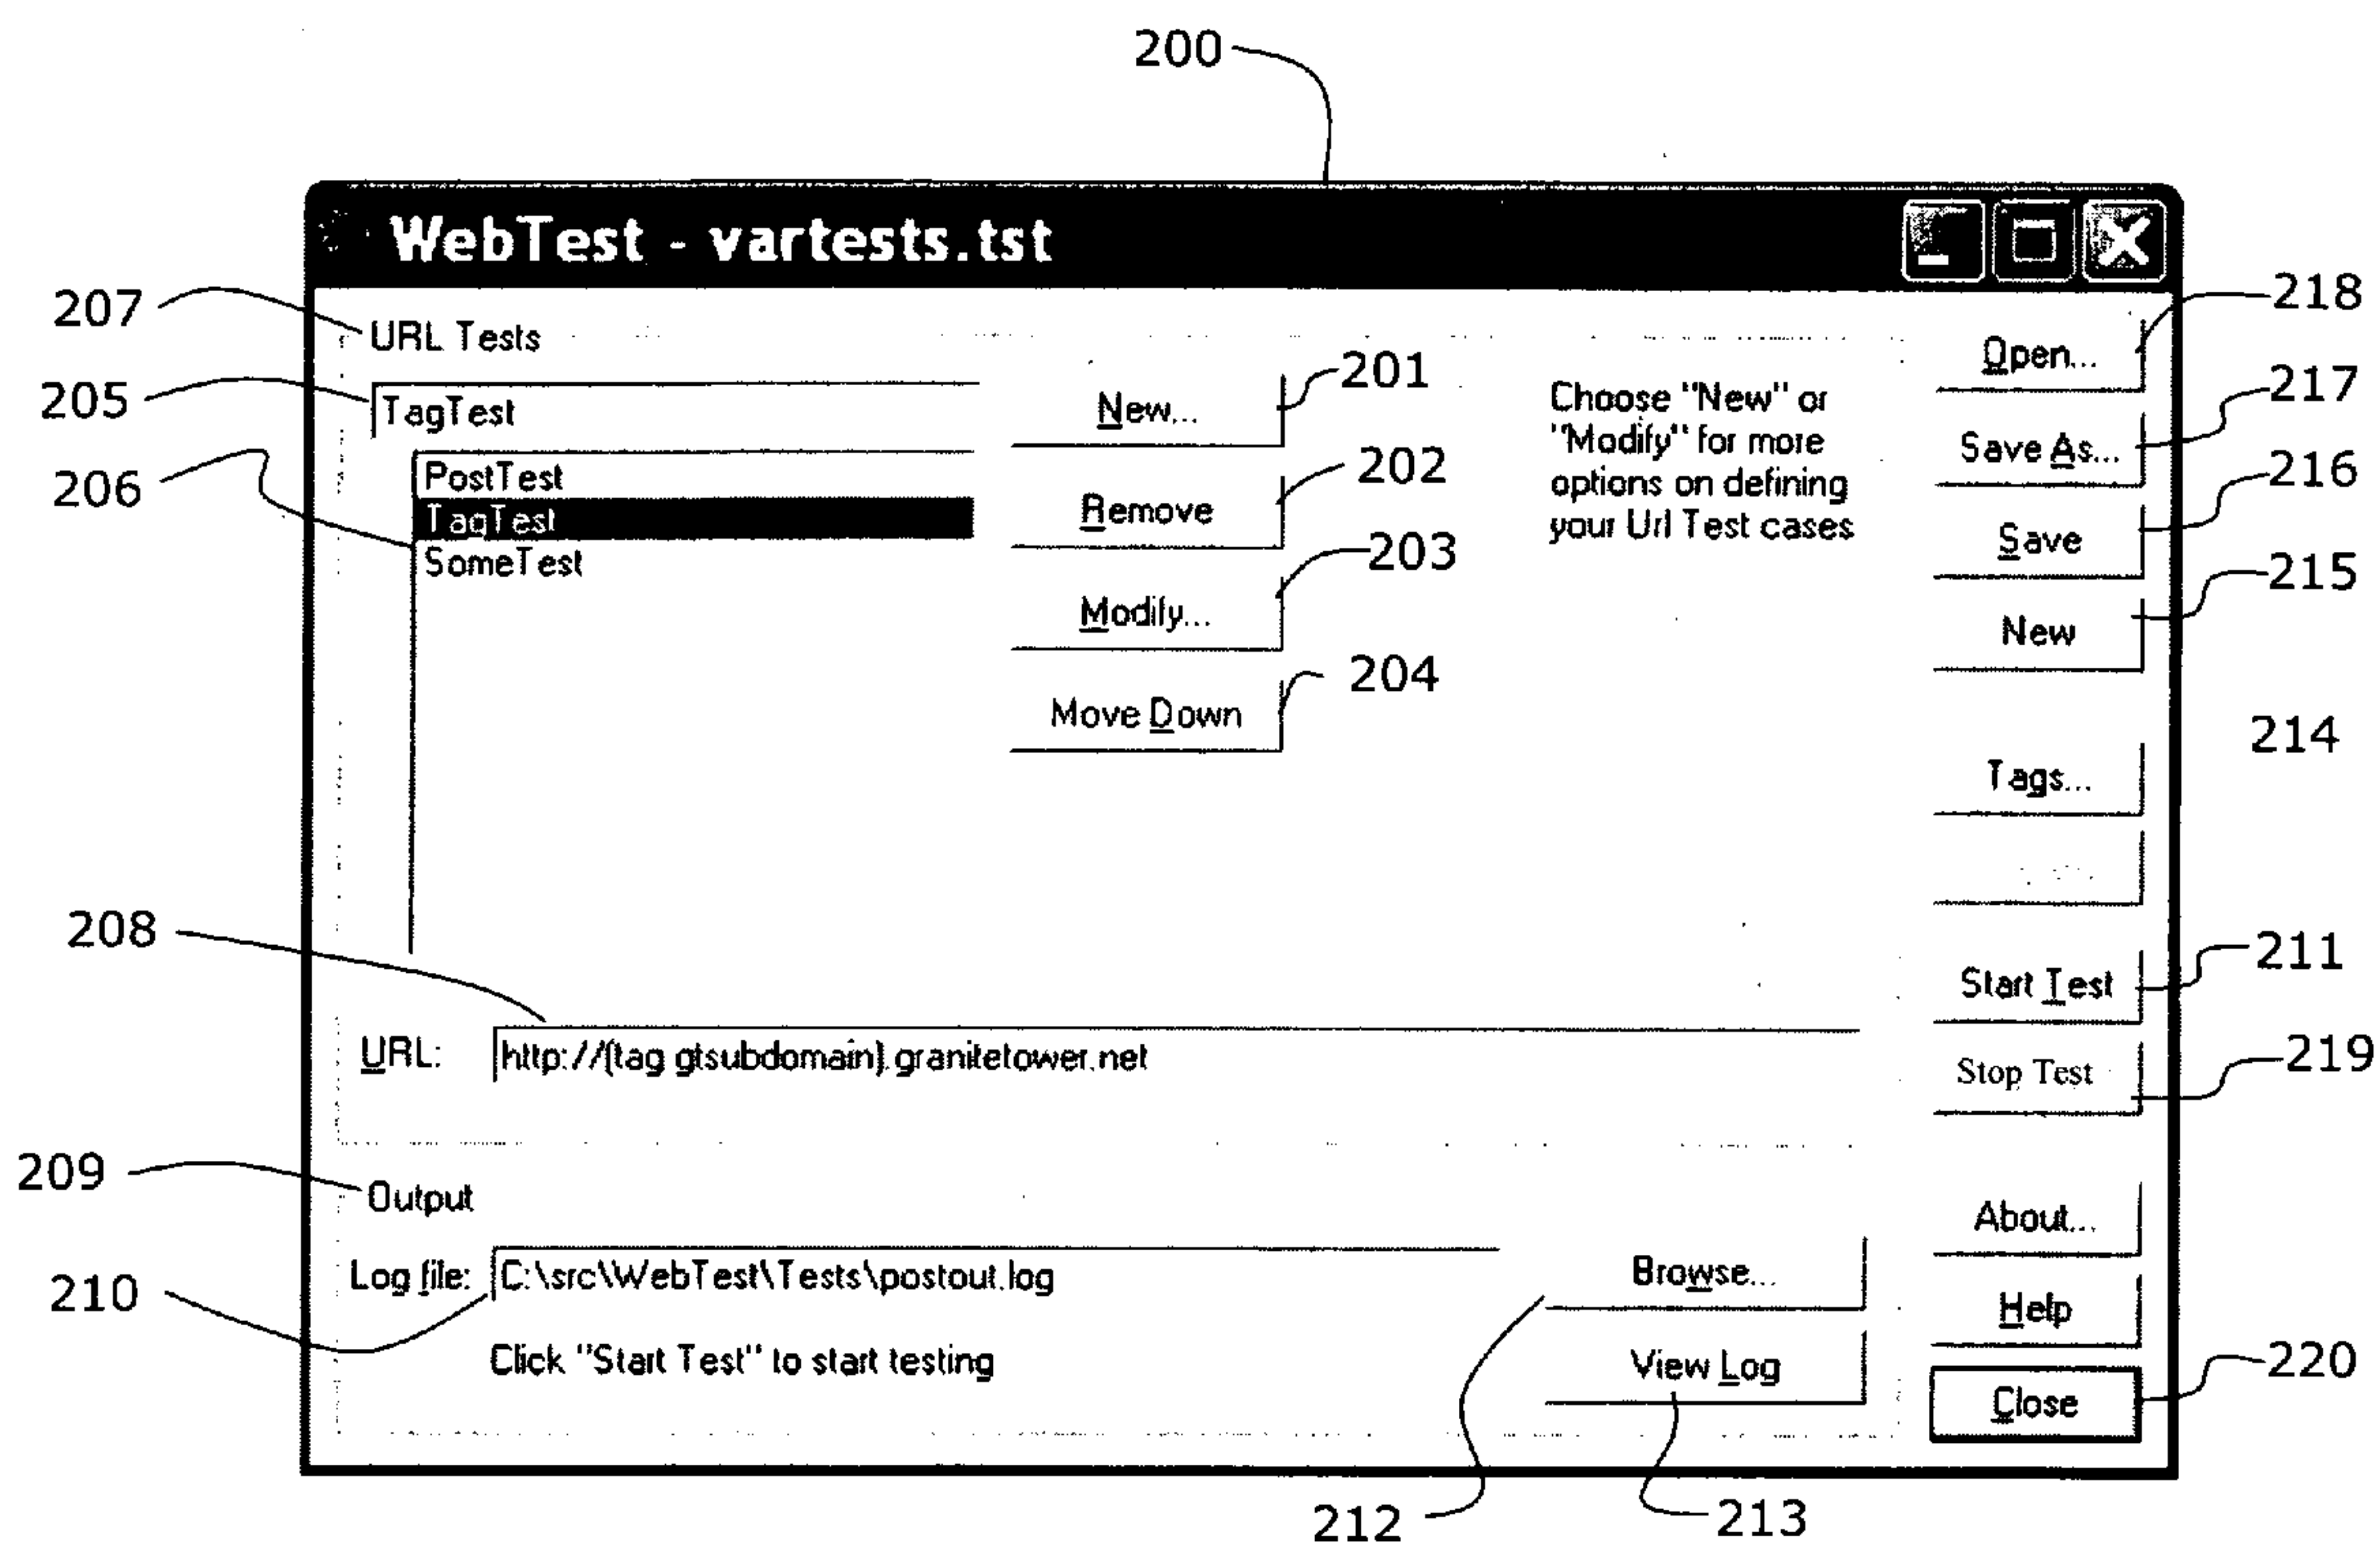 200
WebTest - vartests.tst
207
URL Tests
218
Open...
205
TagTest
New...
201
Choose "New" or
"Modify" for more
options on defining
your Url Test cases
217
Save As...
206
PostTest
TagTest
SomeTest
Remove
202
216
Save
Modify...
203
215
New
Move Down
204
214
Tags...
208
211
Start Test
URL:
http://{tag gtsubdomain}.granitetower.net
219
Stop Test
209
Output
About...
210
Log file:
C:\src\WebTest\Tests\postout.log
Browse...
Help
Click "Start Test" to start testing
View Log
220
Close
212
213